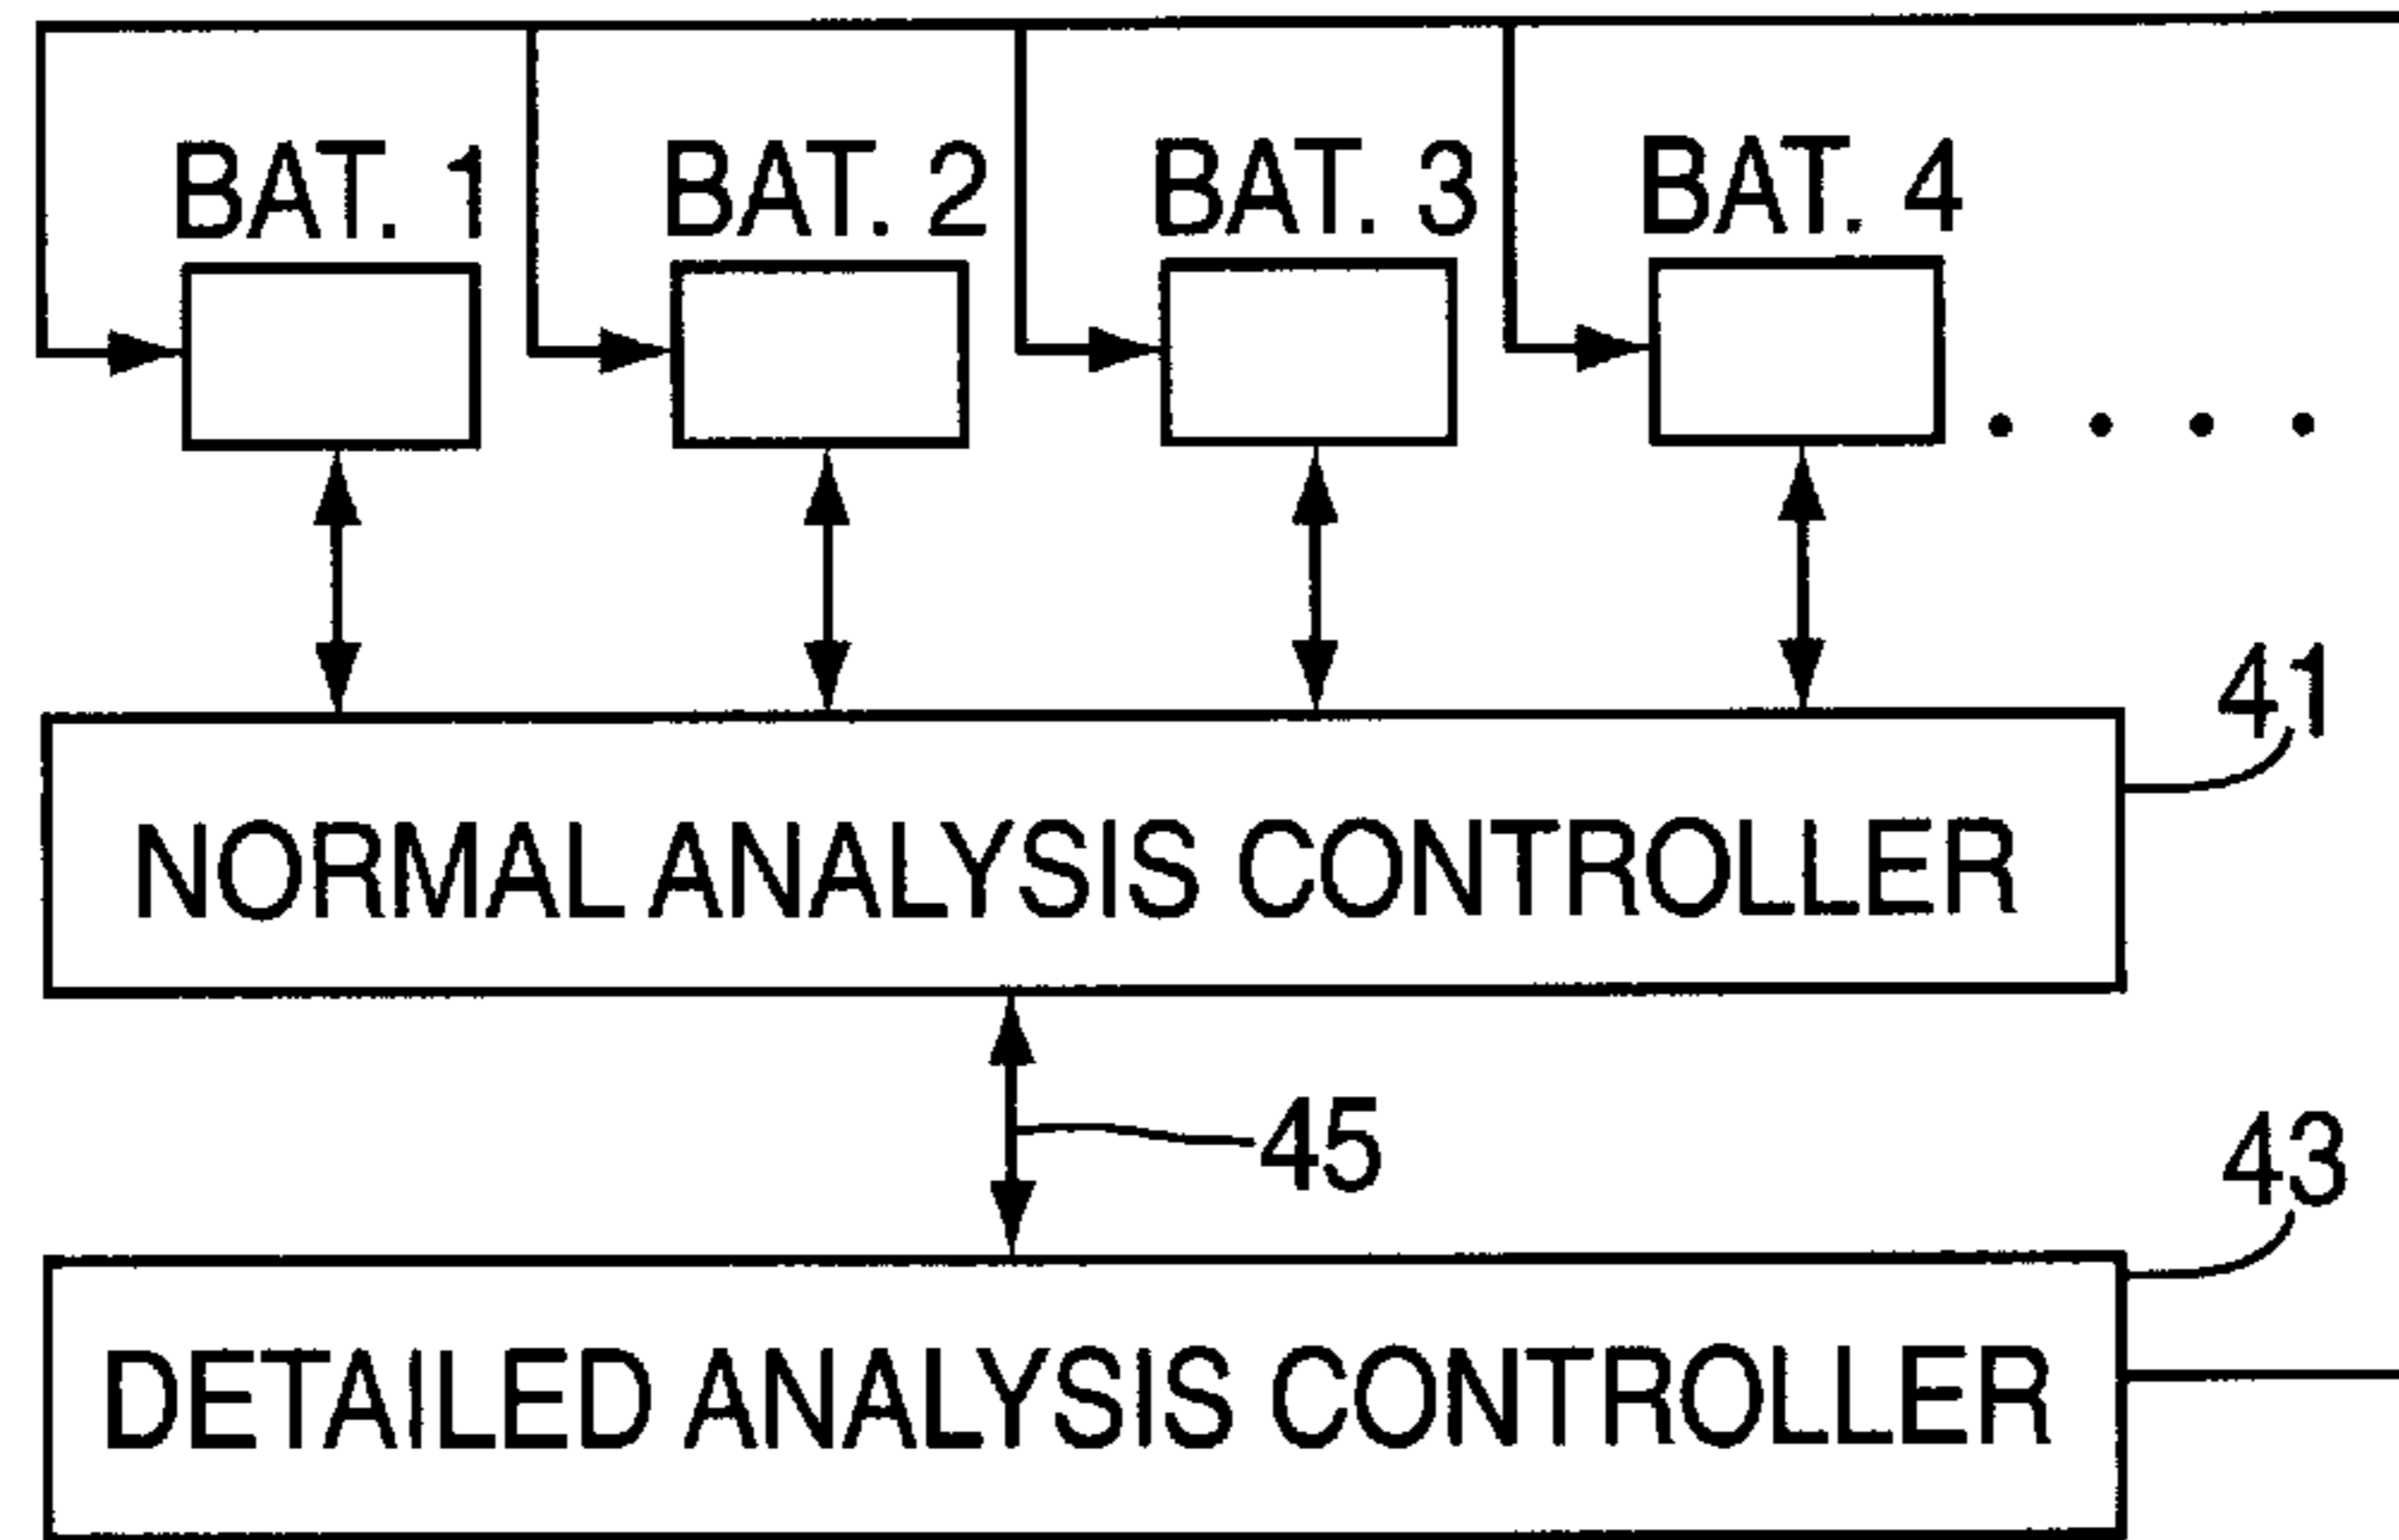 BAT. 1 BAT. 2 BAT. 3 BAT. 4
41
NORMAL ANALYSIS CONTROLLER
45
43
DETAILED ANALYSIS CONTROLLER